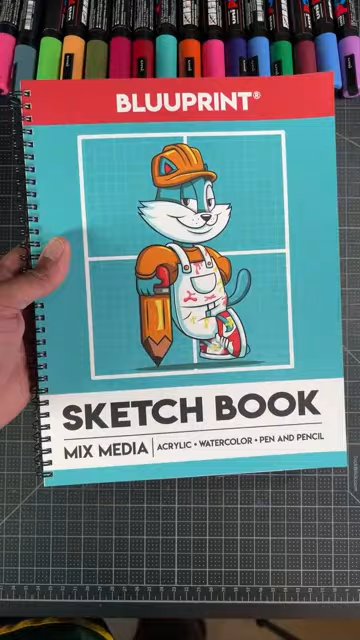 BLUUPRINT®
SKETCH BOOK
MIX MEDIA | ACRYLIC • WATERCOLOR • PEN AND PENCIL